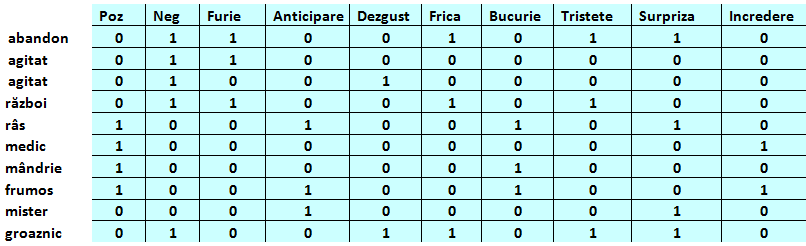 Poz Neg Furie Anticipare Dezgust Frica Bucurie Tristete Surpriza Incredere
abandon 0 1 1 0 0 1 0 1 1 0
agitat 0 1 1 0 0 0 0 0 0 0
agitat 0 1 0 0 1 0 0 0 0 0
război 0 1 1 0 0 1 0 1 0 0
râs 1 0 0 1 0 0 1 0 1 0
medic 1 0 0 0 0 0 0 0 0 1
mândrie 1 0 0 0 0 0 1 0 0 0
frumos 1 0 0 1 0 0 1 0 0 1
mister 0 0 0 1 0 0 0 0 1 0
groaznic 0 1 0 0 1 1 0 1 1 0